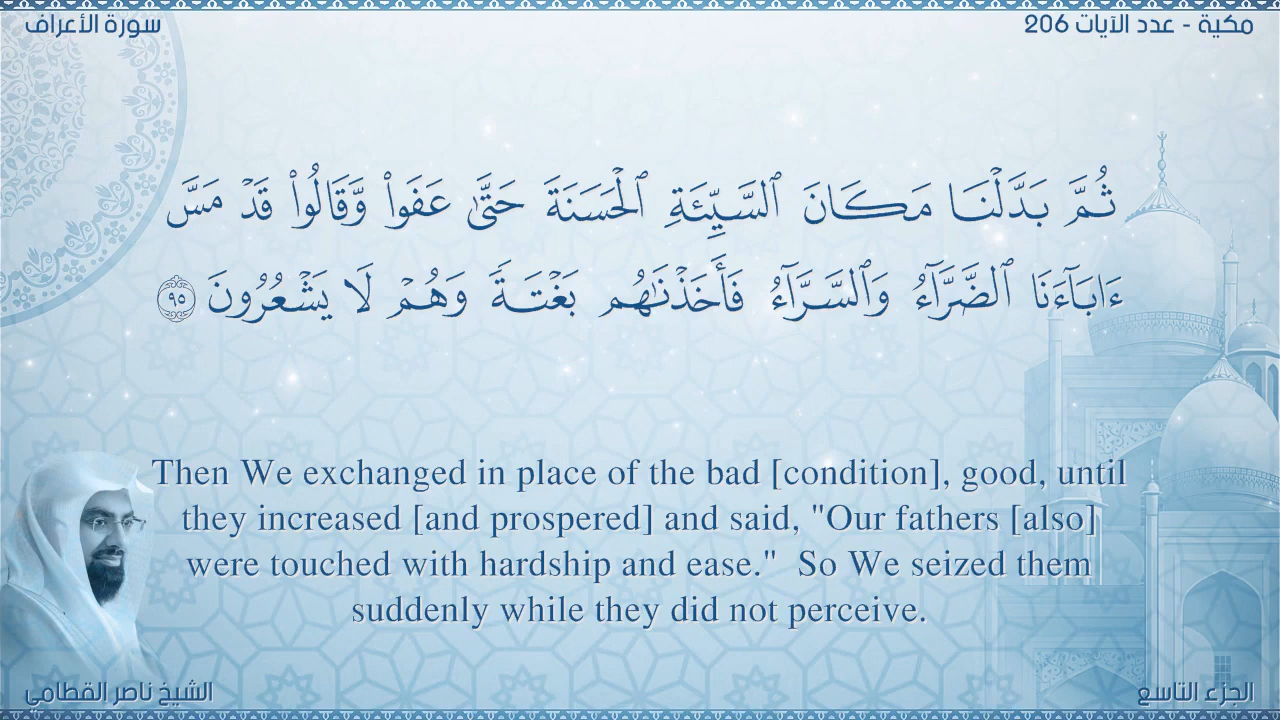 مكية - عدد الآيات 206
سورة الأعراف
ثُمَّ بَدَّلۡنَا مَكَانَ ٱلسَّيِّئَةِ ٱلۡحَسَنَةَ حَتَّىٰ عَفَواْ وَّقَالُواْ قَدۡ مَسَّ
ءَابَآءَنَا ٱلضَّرَّآءُ وَٱلسَّرَّآءُ فَأَخَذۡنَٰهُم بَغۡتَةٗ وَهُمۡ لَا يَشۡعُرُونَ ٩٥
Then We exchanged in place of the bad [condition], good, until
they increased [and prospered] and said, "Our fathers [also]
were touched with hardship and ease."  So We seized them
suddenly while they did not perceive.
الجزء التاسع
الشيخ ناصر القطامي